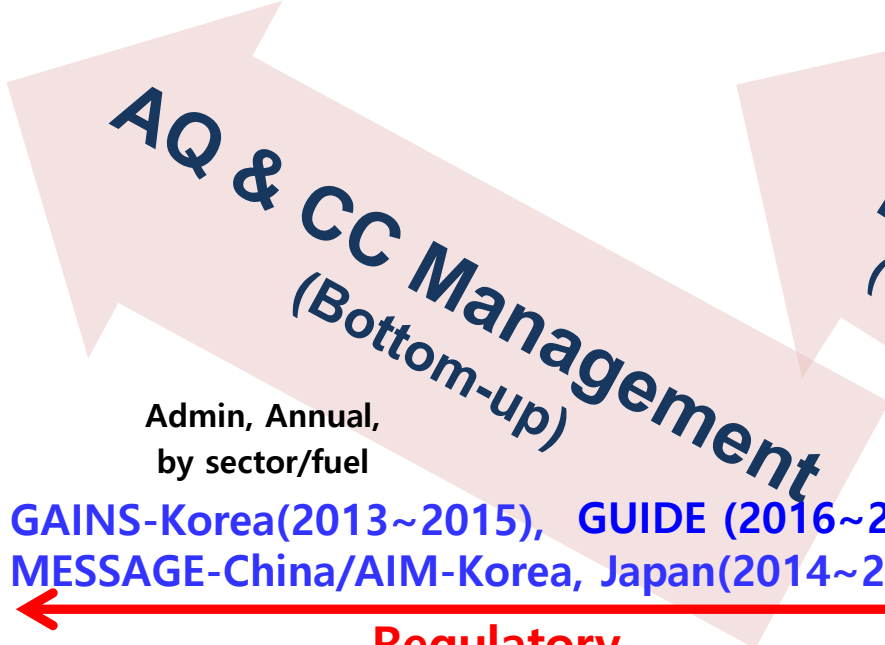 AQ & CC Management
(Bottom-up)
Admin, Annual,
by sector/fuel
GAINS-Korea(2013~2015), GUIDE (2016~2
MESSAGE-China/AIM-Korea, Japan(2014~2
Regulatory